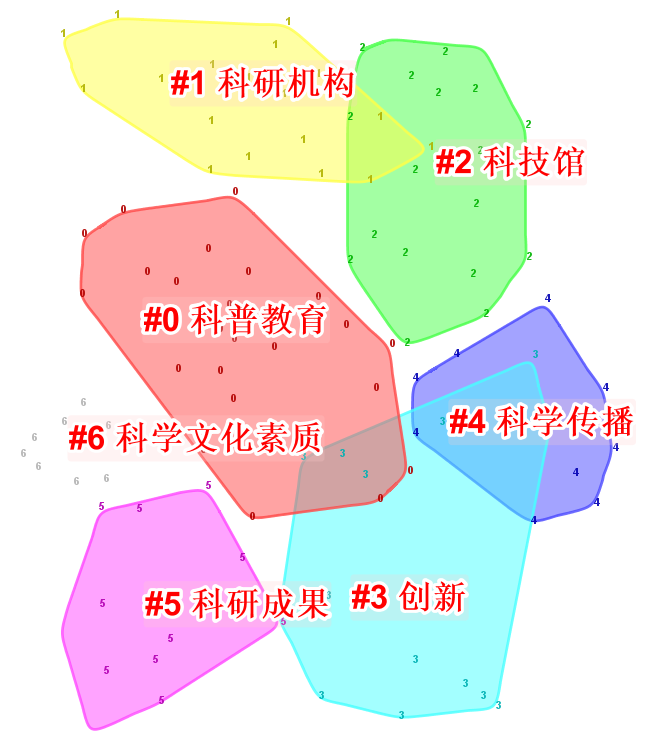 #1 科研机构
#2 科技馆
#0 科普教育
#4 科学传播
#6 科学文化素质
#5 科研成果
#3 创新